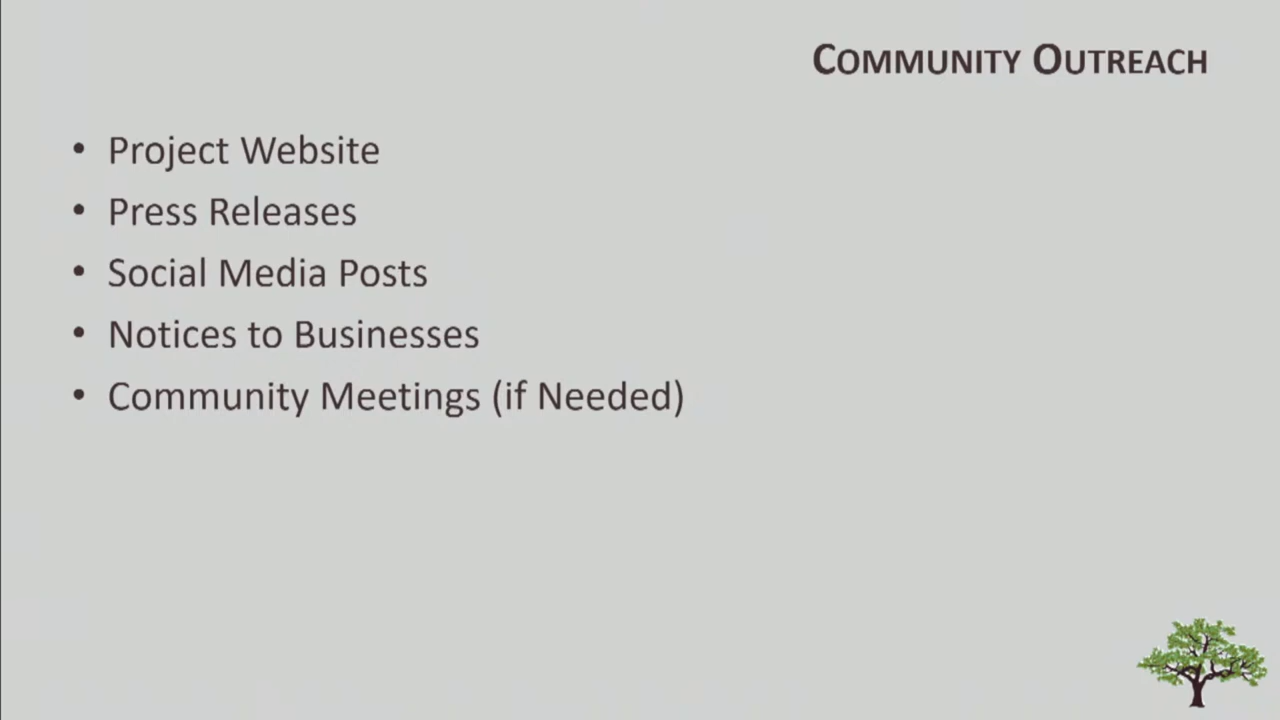 COMMUNITY OUTREACH
• Project Website
• Press Releases
• Social Media Posts
• Notices to Businesses
• Community Meetings (if Needed)